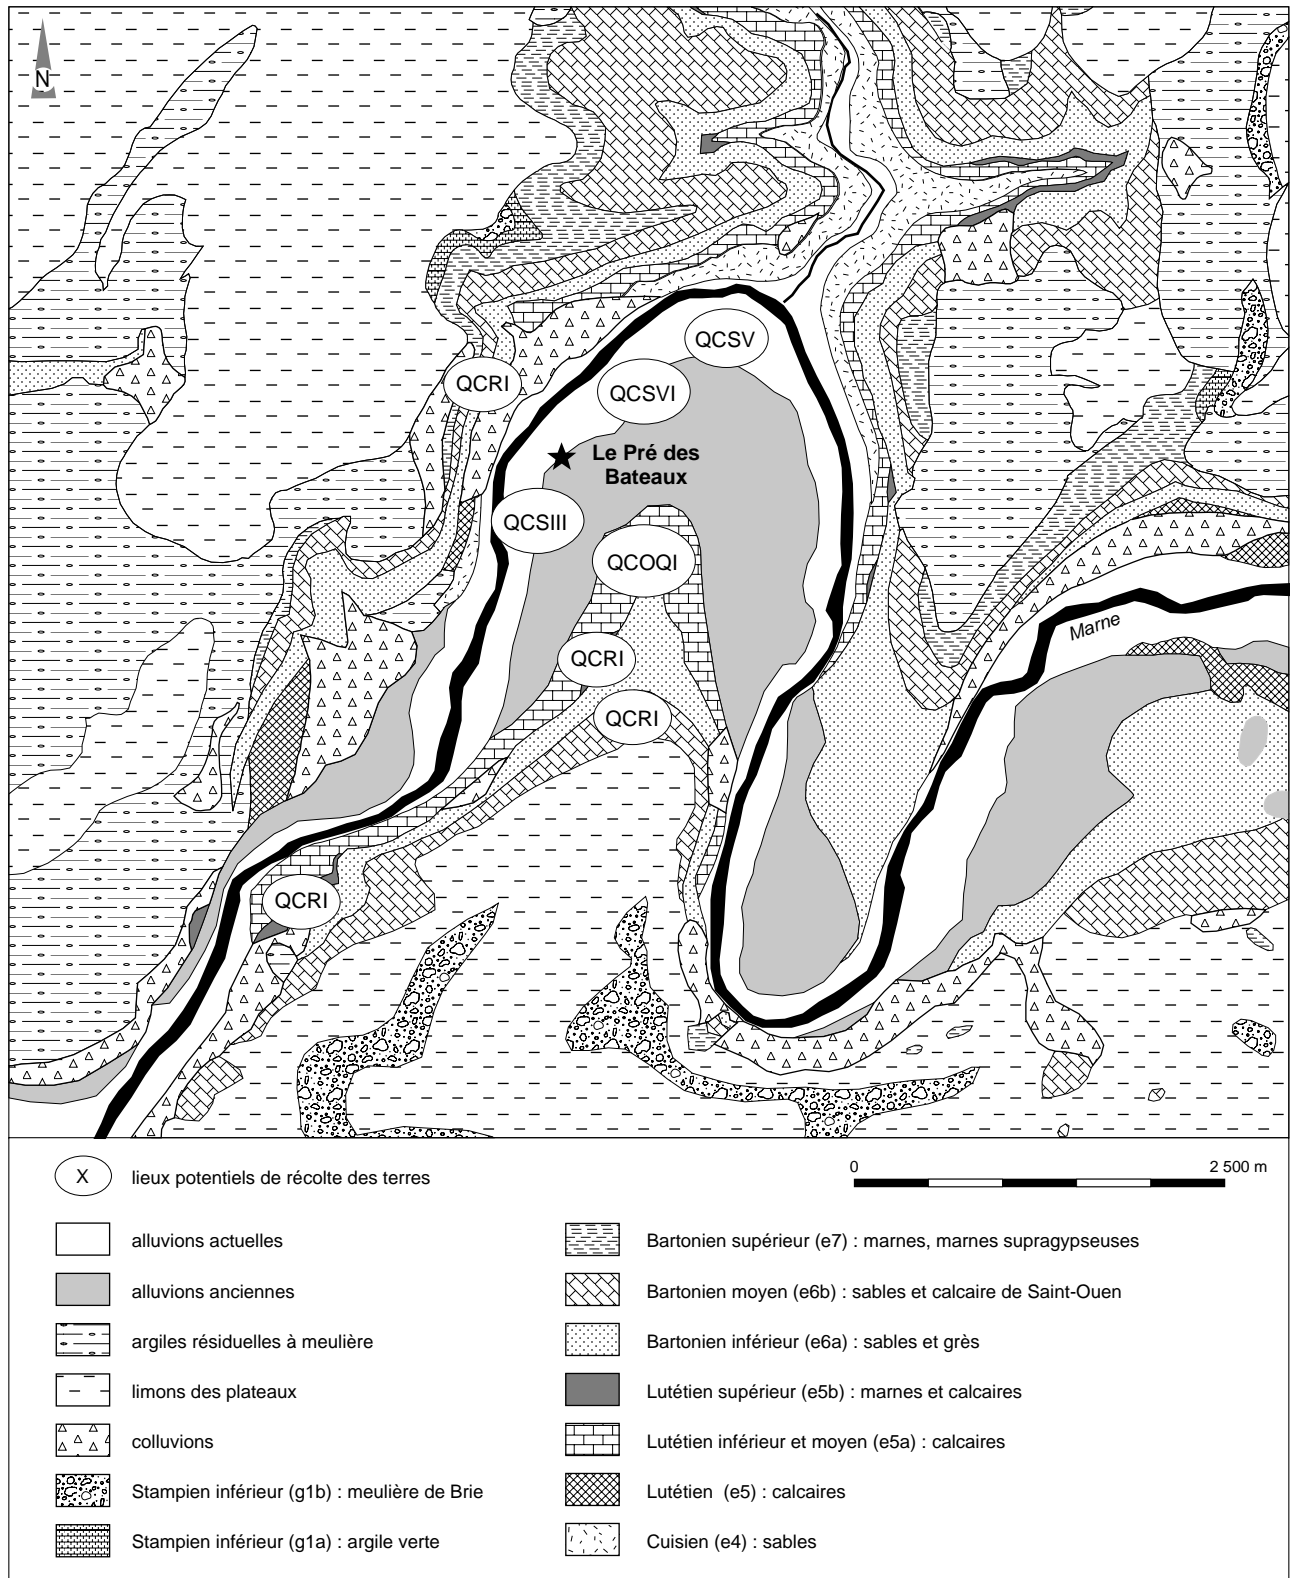 N
QCSV
QCRI
QCSVI
Le Pré des
Bateaux
QCSIII
QCOQI
Marne
QCRI
QCRI
QCRI
X
lieux potentiels de récolte des terres
0
2 500 m
alluvions actuelles
alluvions anciennes
argiles résiduelles à meulière
limons des plateaux
colluvions
Stampien inférieur (g1b) : meulière de Brie
Stampien inférieur (g1a) : argile verte
Bartonien supérieur (e7) : marnes, marnes supragypseuses
Bartonien moyen (e6b) : sables et calcaire de Saint-Ouen
Bartonien inférieur (e6a) : sables et grès
Lutétien supérieur (e5b) : marnes et calcaires
Lutétien inférieur et moyen (e5a) : calcaires
Lutétien (e5) : calcaires
Cuisien (e4) : sables